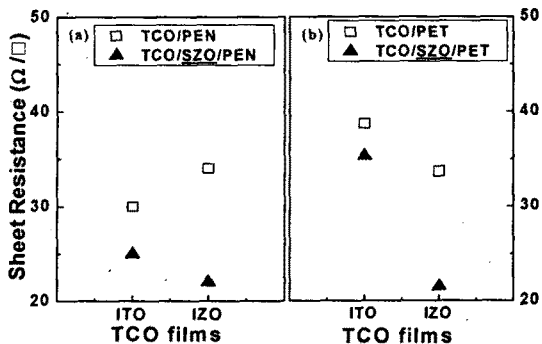 Sheet Resistance (Ω/□)
50
40
30
20
(a)
□ TCO/PEN
▲ TCO/SZO/PEN
ITO
IZO
TCO films
(b)
□ TCO/PET
▲ TCO/SZO/PET
ITO
IZO
TCO films
50
40
30
20